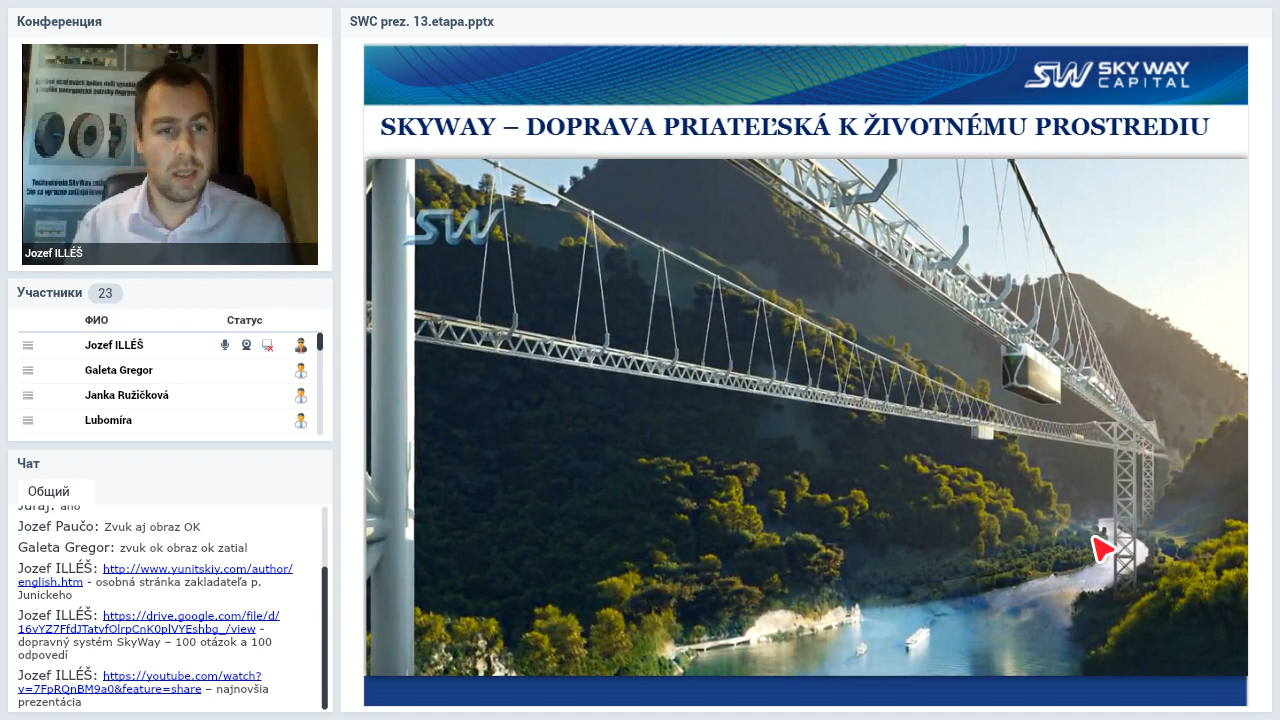 Конференция
Jozef ILLÉŠ
Участники 23
ФИО Статус
Jozef ILLÉŠ
Galeta Gregor
Janka Ružičková
Lubomíra
Чат
Общий
Juraj: áno
Jozef Paučo: Zvuk aj obraz OK
Galeta Gregor: zvuk ok obraz ok zatial
Jozef ILLÉŠ: http://www.yunitskiy.com/author/
english.htm - osobná stránka zakladateľa p.
Junickeho
Jozef ILLÉŠ: https://drive.google.com/file/d/
16vYZ7FfdJTatvfOlrpCnK0plVYEshbg_/view -
dopravný systém SkyWay – 100 otázok a 100
odpovedí
Jozef ILLÉŠ: https://youtube.com/watch?
v=7FpRQnBM9a0&feature=share – najnovšia
prezentácia
SWC prez. 13.etapa.pptx
SW SKY WAY
CAPITAL
SKYWAY – DOPRAVA PRIATEĽSKÁ K ŽIVOTNÉMU PROSTREDIU
SW